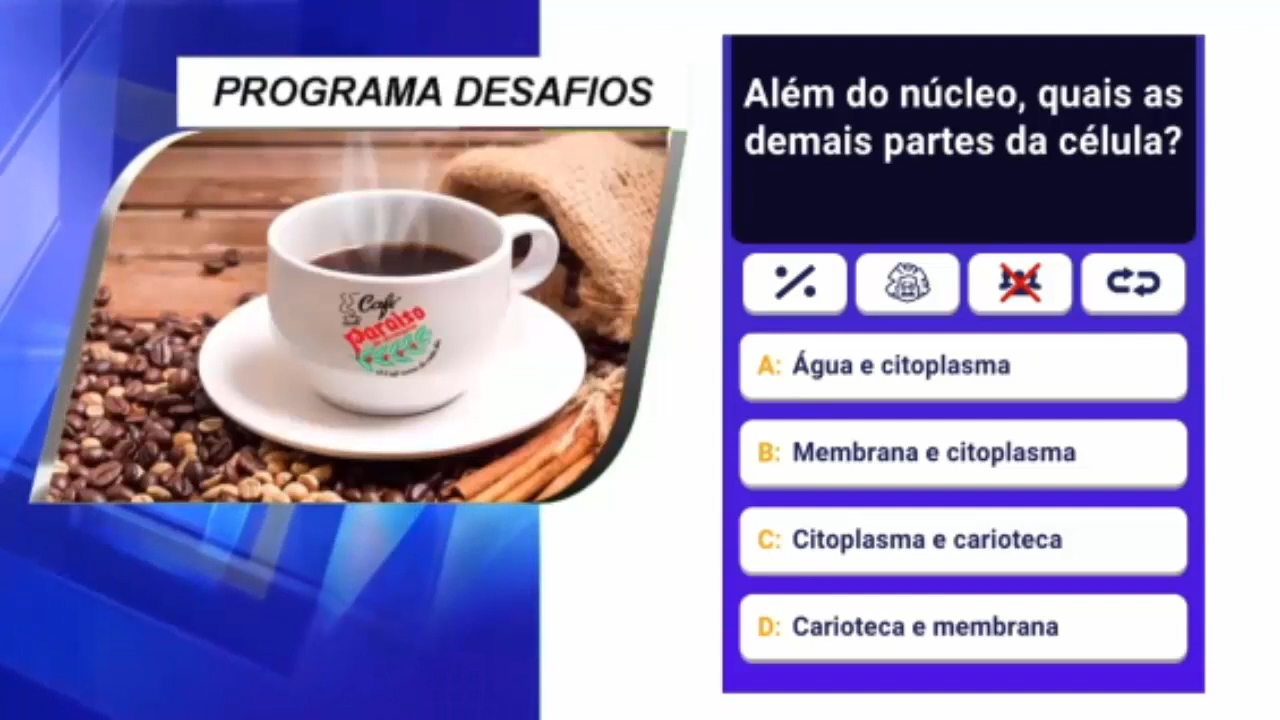 PROGRAMA DESAFIOS
Café
Paraíso
Além do núcleo, quais as
demais partes da célula?
A: Água e citoplasma
B: Membrana e citoplasma
C: Citoplasma e carioteca
D: Carioteca e membrana